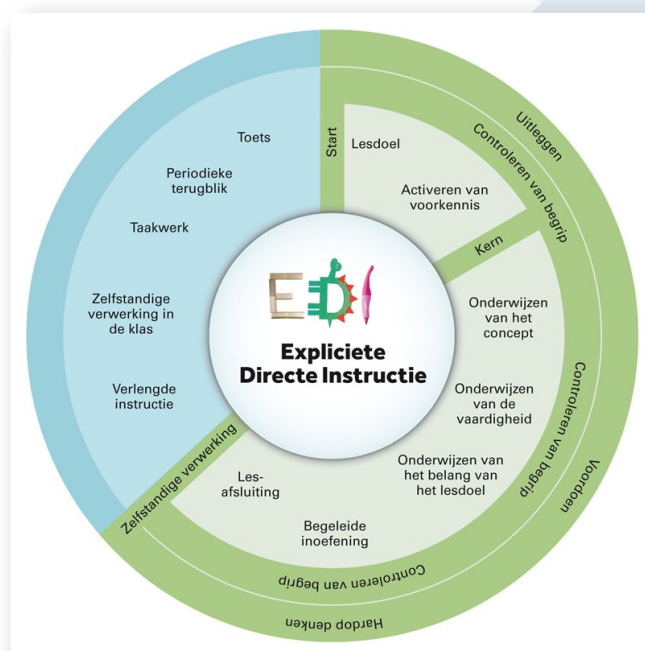 Uitleggen
Controleren van begrip
Start
Lesdoel
Activeren van
voorkennis
Kern
Onderwijzen
van het
concept
Onderwijzen
van de
vaardigheid
Onderwijzen van
het belang van
het lesdoel
Controleren van begrip
Voordoen
Begeleide
inoefening
Les-
afsluiting
Controleren van begrip
Hardop denken
Zelfstandige verwerking
Verlengde
instructie
Zelfstandige
verwerking in
de klas
Taakwerk
Periodieke
terugblik
Toets
EDI
Expliciete
Directe Instructie